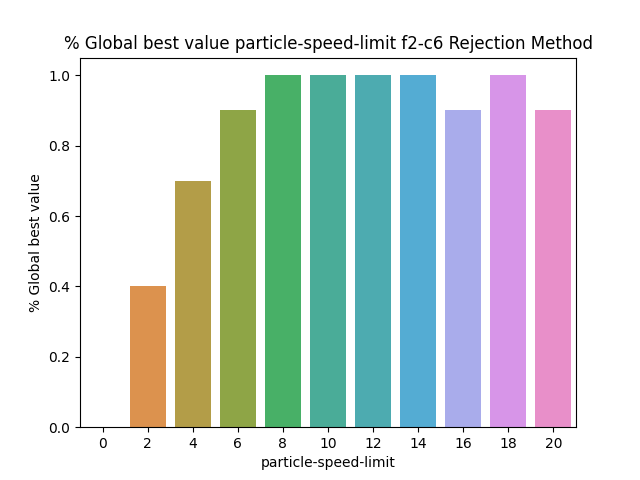 % Global best value particle-speed-limit f2-c6 Rejection Method
1.0
0.8
0.6
0.4
0.2
0.0
% Global best value
0 2 4 6 8 10 12 14 16 18 20
particle-speed-limit